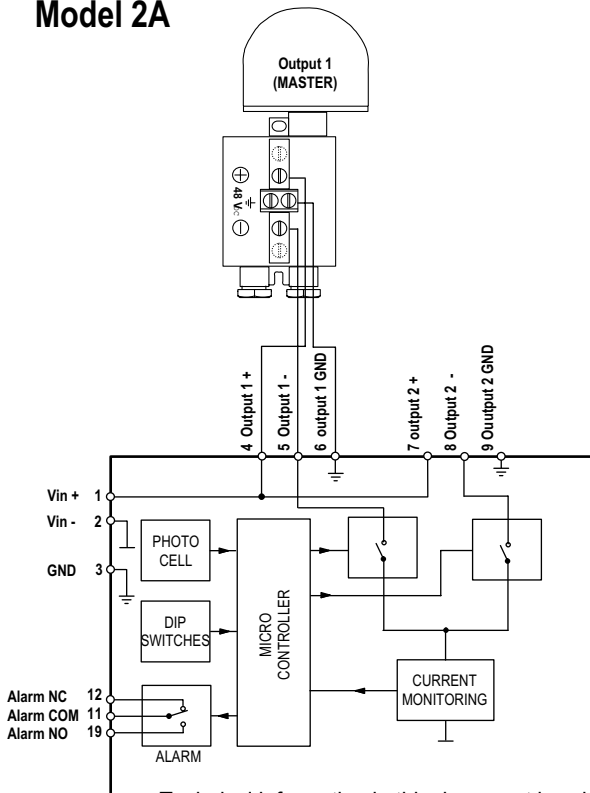 Model 2A
Output 1
(MASTER)
48 VDC
4 Output 1 +
5 Output 1 -
6 output 1 GND
7 output 2 +
8 Output 2 -
9 Ouutput 2 GND
Vin + 1
Vin - 2
GND 3
PHOTO
CELL
DIP
SWITCHES
MICRO
CONTROLLER
CURRENT
MONITORING
Alarm NC 12
Alarm COM 11
Alarm NO 19
ALARM